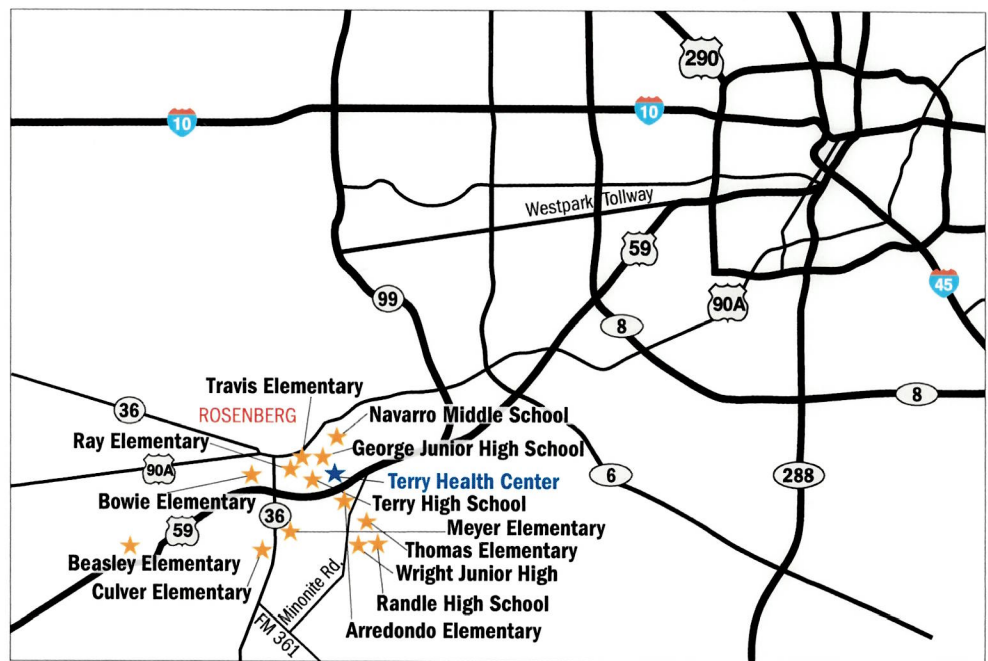 290
10
10
Westpark Tollway
59
99
90A
45
8
8
Travis Elementary
36
ROSENBERG
Navarro Middle School
Ray Elementary
George Junior High School
90A
Terry Health Center
6
288
Bowie Elementary
Terry High School
36
59
Meyer Elementary
Thomas Elementary
Beasley Elementary
Wright Junior High
Culver Elementary
Minonite Rd.
Randle High School
FM 361
Arredondo Elementary